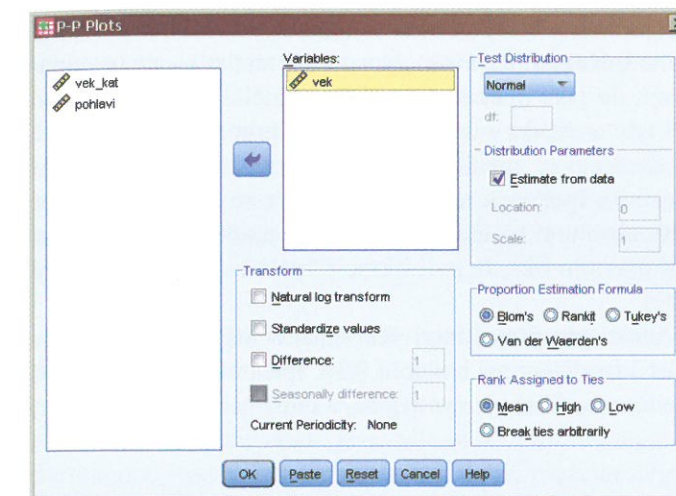 P-P Plots
vek_kat
pohlavi
Variables:
vek
Test Distribution
Normal
df:
Distribution Parameters
Estimate from data
Location: 0
Scale: 1
Transform
Natural log transform
Standardize values
Difference: 1
Seasonally difference: 1
Current Periodicity: None
Proportion Estimation Formula
Blom's Rankit Tukey's
Van der Waerden's
Rank Assigned to Ties
Mean High Low
Break ties arbitrarily
OK Paste Reset Cancel Help